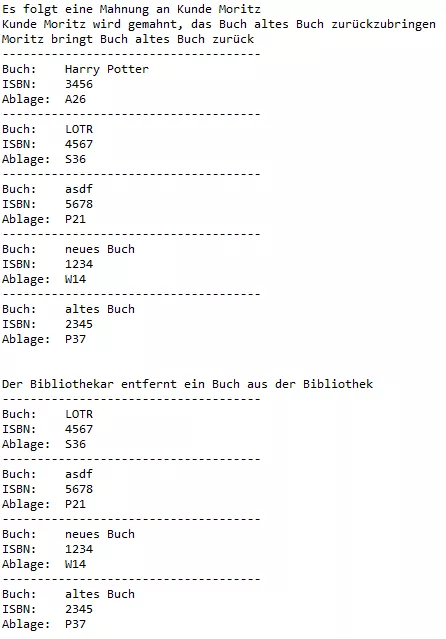 Es folgt eine Mahnung an Kunde Moritz
Kunde Moritz wird gemahnt, das Buch altes Buch zurückzubringen
Moritz bringt Buch altes Buch zurück
-------------------------------------
Buch:    Harry Potter
ISBN:    3456
Ablage:  A26
-------------------------------------
Buch:    LOTR
ISBN:    4567
Ablage:  S36
-------------------------------------
Buch:    asdf
ISBN:    5678
Ablage:  P21
-------------------------------------
Buch:    neues Buch
ISBN:    1234
Ablage:  W14
-------------------------------------
Buch:    altes Buch
ISBN:    2345
Ablage:  P37
Der Bibliothekar entfernt ein Buch aus der Bibliothek
-------------------------------------
Buch:    LOTR
ISBN:    4567
Ablage:  S36
-------------------------------------
Buch:    asdf
ISBN:    5678
Ablage:  P21
-------------------------------------
Buch:    neues Buch
ISBN:    1234
Ablage:  W14
-------------------------------------
Buch:    altes Buch
ISBN:    2345
Ablage:  P37